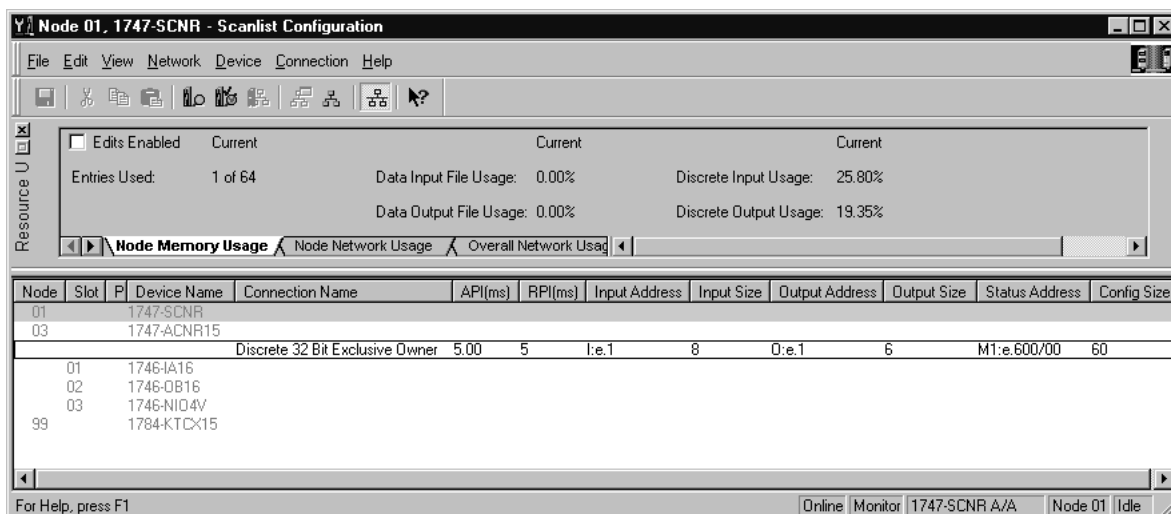 Node 01, 1747-SCNR - Scanlist Configuration
File Edit View Network Device Connection Help
Resource U
Edits Enabled Current Current Current
Entries Used: 1 of 64 Data Input File Usage: 0.00% Discrete Input Usage: 25.80%
Data Output File Usage: 0.00% Discrete Output Usage: 19.35%
Node Memory Usage Node Network Usage Overall Network Usag
Node Slot P Device Name Connection Name API(ms) RPI(ms) Input Address Input Size Output Address Output Size Status Address Config Size
01 1747-SCNR
03 1747-ACNR15
Discrete 32 Bit Exclusive Owner 5.00 5 I:e.1 8 O:e.1 6 M1:e.600/00 60
01 1746-IA16
02 1746-OB16
03 1746-NIO4V
99 1784-KTCX15
For Help, press F1 Online Monitor 1747-SCNR A/A Node 01 Idle